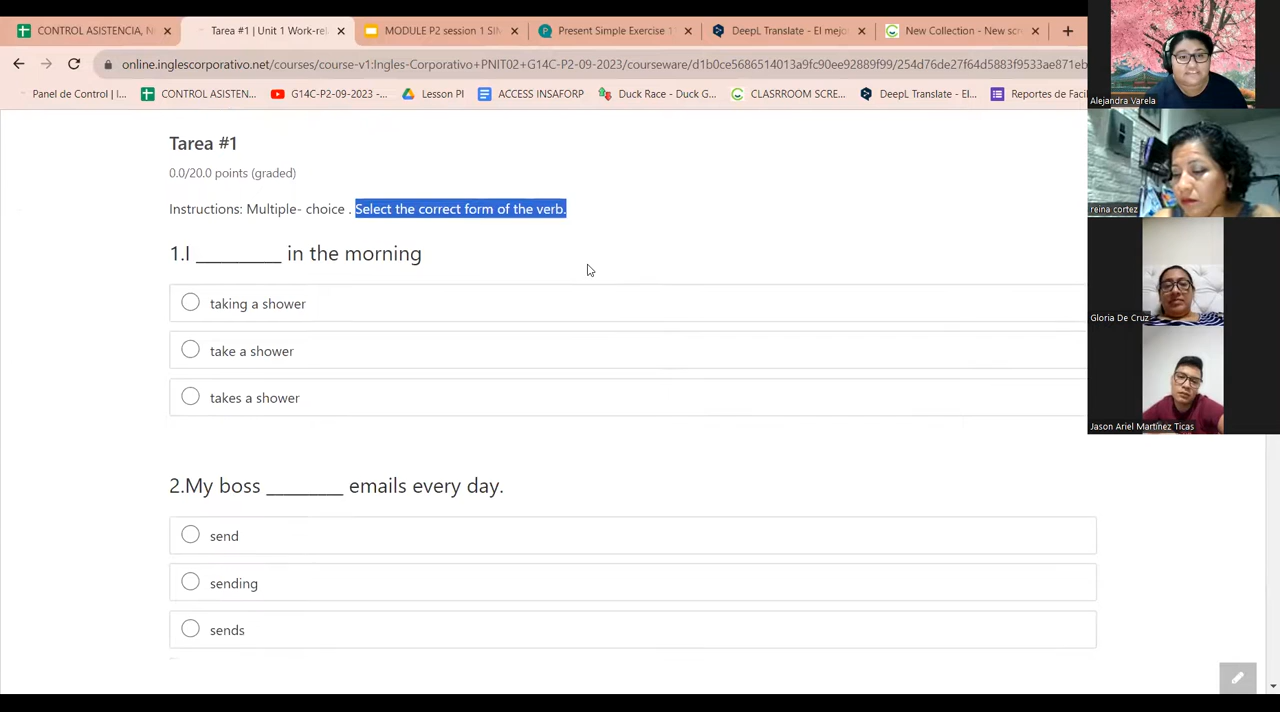 CONTROL ASISTENCIA, N
Tarea #1 | Unit 1 Work-rel
MODULE P2 session 1 SIM
Present Simple Exercise 1
DeepL Translate - El mejo
New Collection - New scr
online.inglescorporativo.net/courses/course-v1:Ingles-Corporativo+PNIT02+G14C-P2-09-2023/courseware/d1b0ce5686514013a9fc90ee92889f99/254d76de27f64d5883f9533ae871eb
Panel de Control | I...
CONTROL ASISTEN...
G14C-P2-09-2023 -...
Lesson PI
ACCESS INSAFORP
Duck Race - Duck G...
CLASRROOM SCRE...
DeepL Translate - El...
Reportes de Facil
Alejandra Varela
reina cortez
Gloria De Cruz
Jason Ariel Martínez Ticas
Tarea #1
0.0/20.0 points (graded)
Instructions: Multiple- choice . Select the correct form of the verb.
1.I __________ in the morning
taking a shower
take a shower
takes a shower
2.My boss _________ emails every day.
send
sending
sends